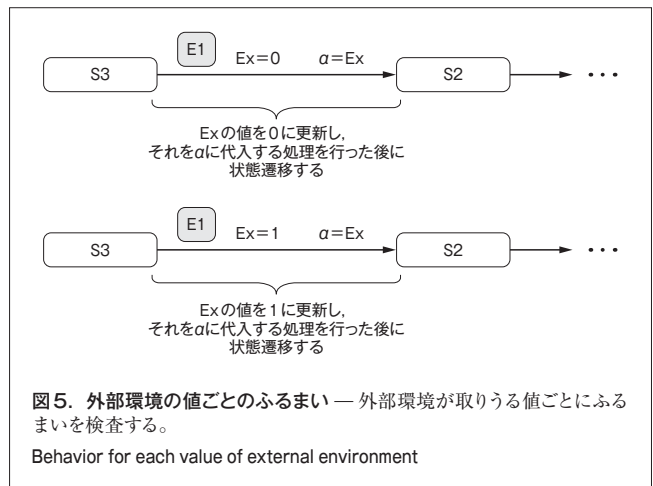 E1
Ex=0 α=Ex
S3 S2 ・・・
Exの値を0に更新し,
それをαに代入する処理を行った後に
状態遷移する
E1
Ex=1 α=Ex
S3 S2 ・・・
Exの値を1に更新し,
それをαに代入する処理を行った後に
状態遷移する
図5. 外部環境の値ごとのふるまい — 外部環境が取りうる値ごとにふる
まいを検査する。
Behavior for each value of external environment